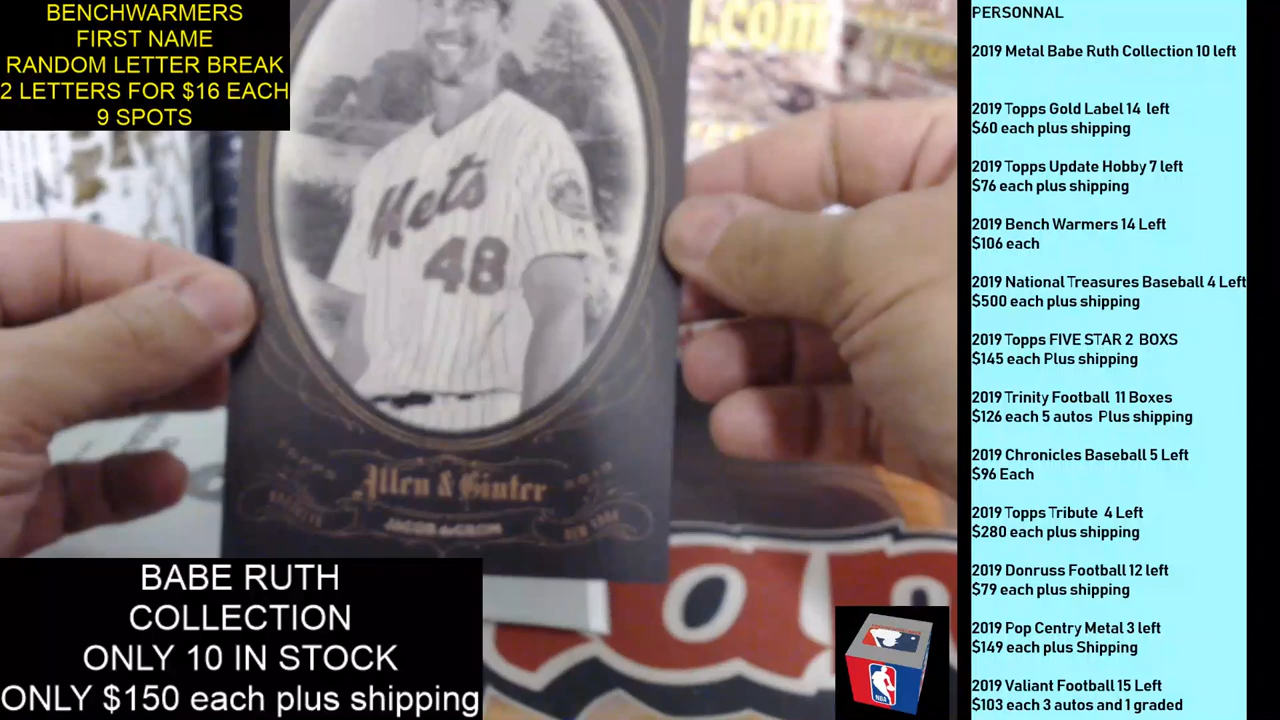 BENCHWARMERS
FIRST NAME
RANDOM LETTER BREAK
2 LETTERS FOR $16 EACH
9 SPOTS
.com
Mets
48
TOPPS
Allen & Ginter
JACOB deGROM
NEW YORK
BABE RUTH
COLLECTION
ONLY 10 IN STOCK
ONLY $150 each plus shipping
NBA
PERSONNAL
2019 Metal Babe Ruth Collection 10 left
2019 Topps Gold Label 14 left
$60 each plus shipping
2019 Topps Update Hobby 7 left
$76 each plus shipping
2019 Bench Warmers 14 Left
$106 each
2019 National Treasures Baseball 4 Left
$500 each plus shipping
2019 Topps FIVE STAR 2 BOXS
$145 each Plus shipping
2019 Trinity Football 11 Boxes
$126 each 5 autos Plus shipping
2019 Chronicles Baseball 5 Left
$96 Each
2019 Topps Tribute 4 Left
$280 each plus shipping
2019 Donruss Football 12 left
$79 each plus shipping
2019 Pop Centry Metal 3 left
$149 each plus Shipping
2019 Valiant Football 15 Left
$103 each 3 autos and 1 graded